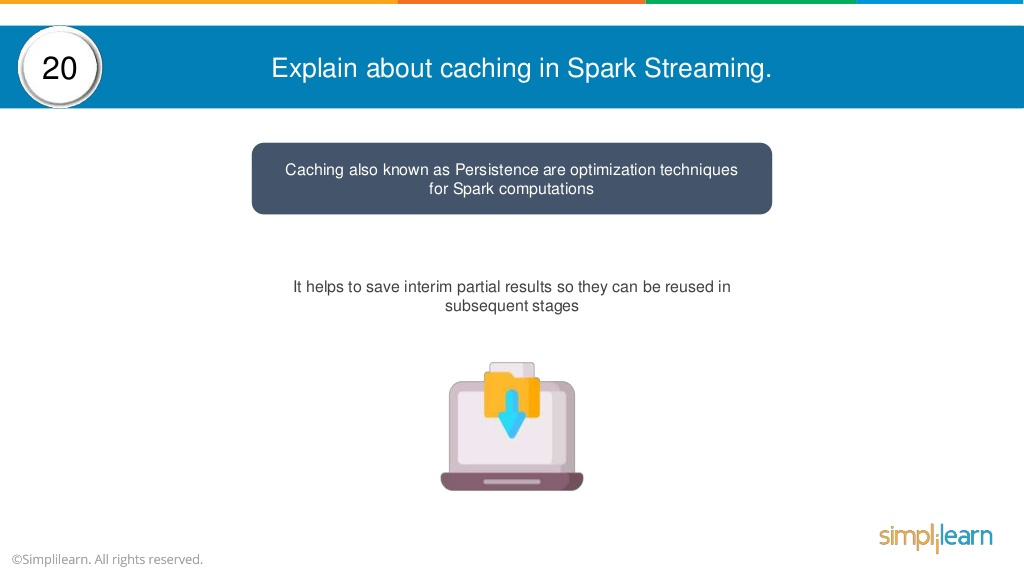 20
Explain about caching in Spark Streaming.
Caching also known as Persistence are optimization techniques
for Spark computations
It helps to save interim partial results so they can be reused in
subsequent stages
simplilearn
©Simplilearn. All rights reserved.